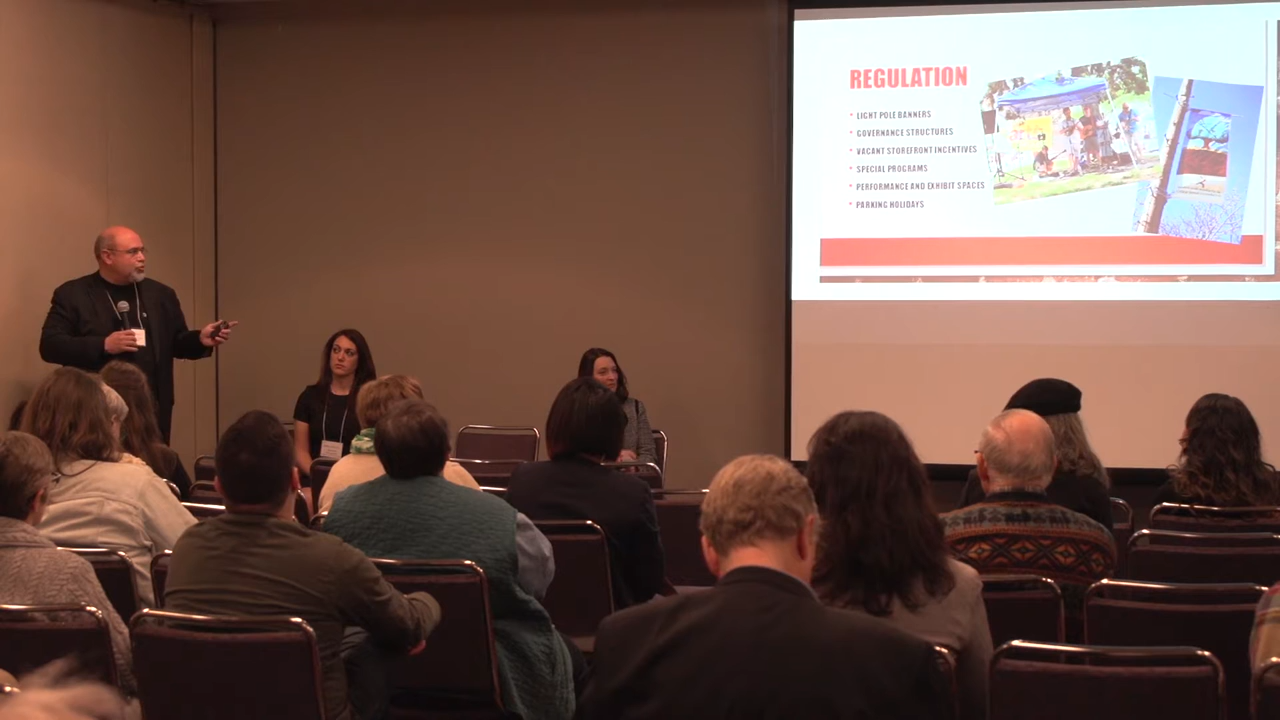 REGULATION
LIGHT POLE BANNERS
GOVERNANCE STRUCTURES
VACANT STOREFRONT INCENTIVES
SPECIAL PROGRAMS
PERFORMANCE AND EXHIBIT SPACES
PARKING HOLIDAYS